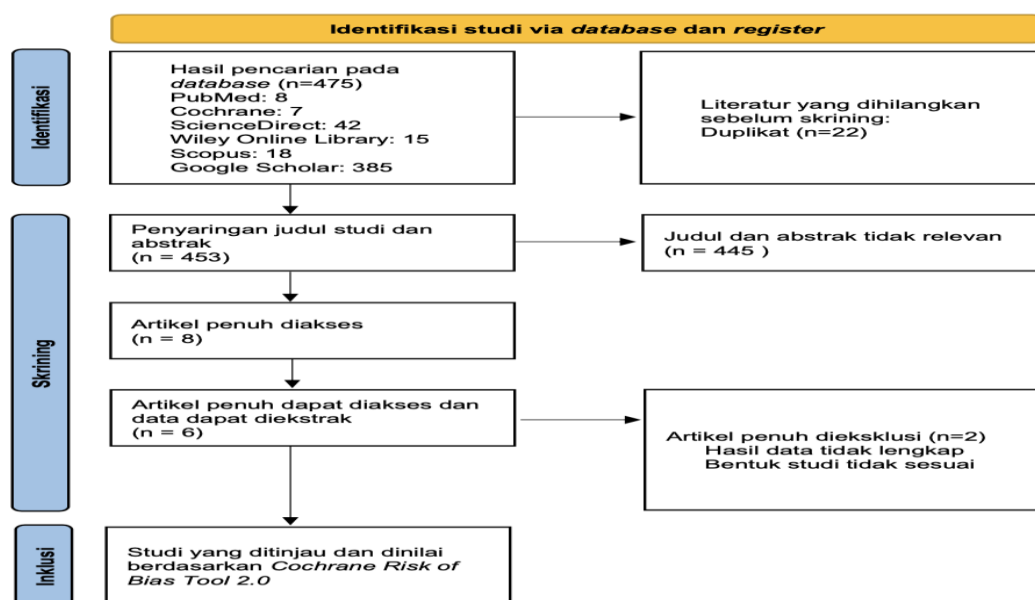 Identifikasi studi via database dan register
Identifikasi
Hasil pencarian pada
database (n=475)
PubMed: 8
Cochrane: 7
ScienceDirect: 42
Wiley Online Library: 15
Scopus: 18
Google Scholar: 385
Literatur yang dihilangkan
sebelum skrining:
Duplikat (n=22)
Skrining
Penyaringan judul studi dan
abstrak
(n = 453)
Judul dan abstrak tidak relevan
(n = 445 )
Artikel penuh diakses
(n = 8)
Artikel penuh dapat diakses dan
data dapat diekstrak
(n = 6)
Artikel penuh dieksklusi (n=2)
Hasil data tidak lengkap
Bentuk studi tidak sesuai
Inklusi
Studi yang ditinjau dan dinilai
berdasarkan Cochrane Risk of
Bias Tool 2.0